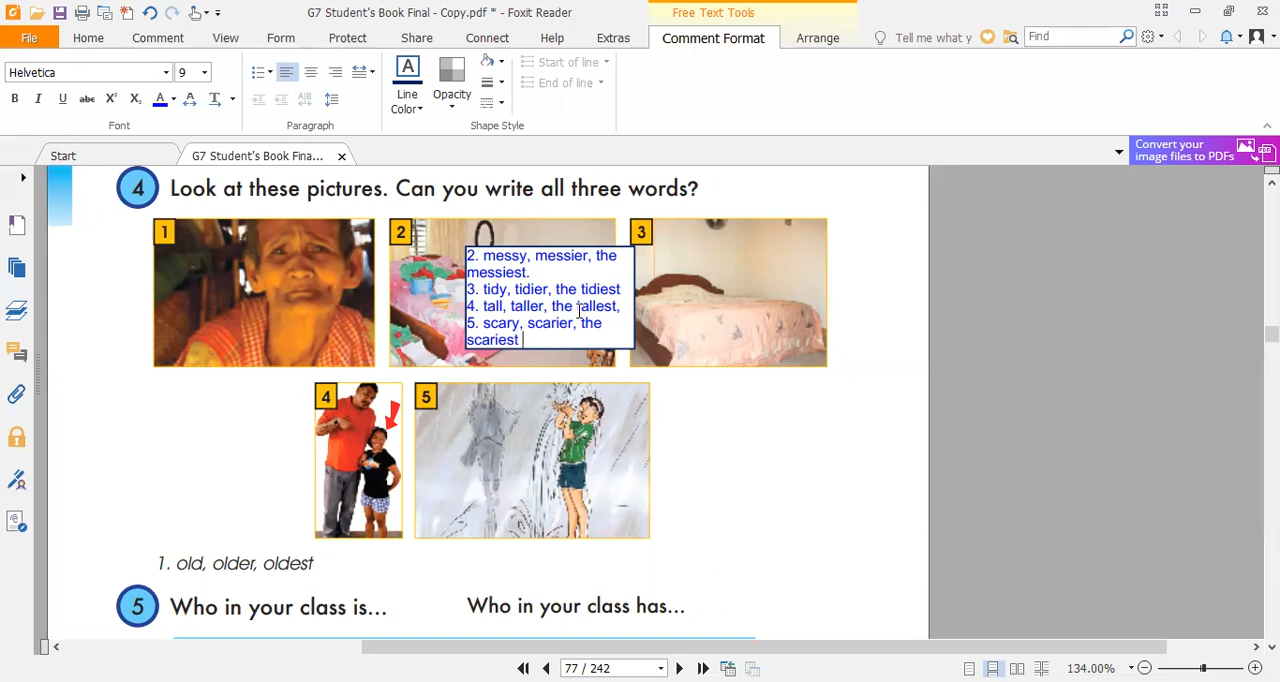 G7 Student's Book Final - Copy.pdf * - Foxit Reader
Free Text Tools
File
Home
Comment
View
Form
Protect
Share
Connect
Help
Extras
Comment Format
Arrange
Tell me what y
Find
Helvetica
9
Line
Color
Opacity
Start of line
End of line
Font
Paragraph
Shape Style
Start
G7 Student's Book Fina...
Convert your
image files to PDFs
4
Look at these pictures. Can you write all three words?
1
2
3
2. messy, messier, the
messiest.
3. tidy, tidier, the tidiest
4. tall, taller, the tallest,
5. scary, scarier, the
scariest
4
5
1. old, older, oldest
5
Who in your class is...
Who in your class has...
77 / 242
134.00%